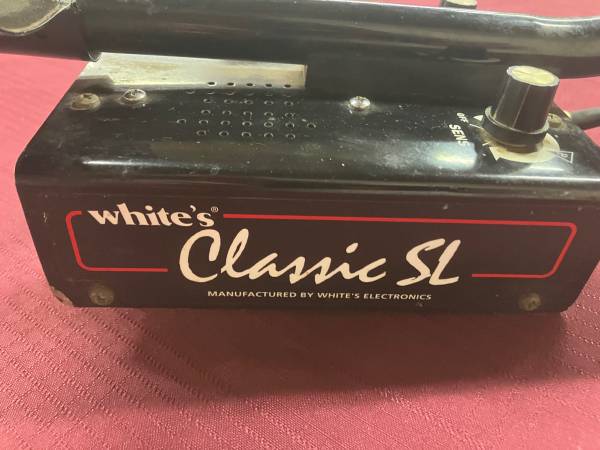 OFF
SENS
white's®
Classic SL
MANUFACTURED BY WHITE'S ELECTRONICS